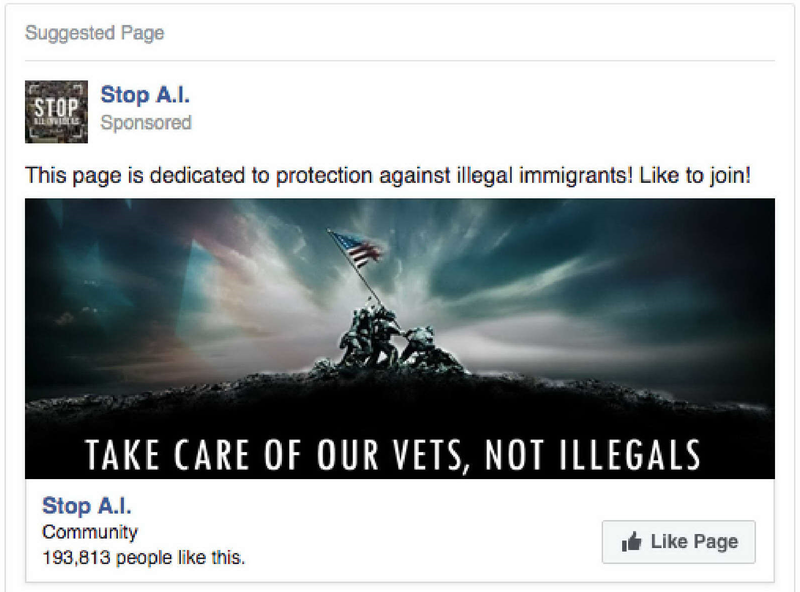 Suggested Page
STOP
ALL INVADERS
Stop A.I.
Sponsored
This page is dedicated to protection against illegal immigrants! Like to join!
TAKE CARE OF OUR VETS, NOT ILLEGALS
Stop A.I.
Community
193,813 people like this.
Like Page